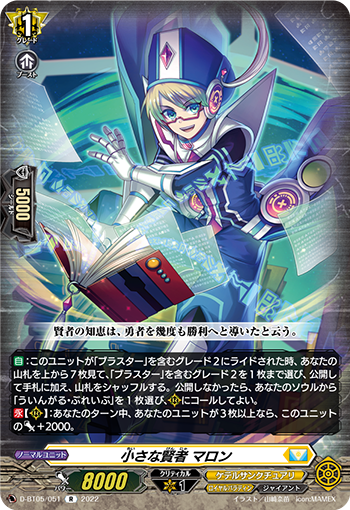 1
グレード
ブースト
シールド
5000
賢者の知恵は、勇者を幾度も勝利へと導いたと云う。
自：このユニットが「ブラスター」を含むグレード２にライドされた時、あなたの
山札を上から７枚見て、「ブラスター」を含むグレード２を１枚まで選び、公開し
て手札に加え、山札をシャッフルする。公開しなかったら、あなたのソウルから
「ういんがる・ぶれいぶ」を１枚選び、Ⓡにコールしてよい。
永【Ⓡ】：あなたのターン中、あなたのユニットが３枚以上なら、このユニット
の+2000。
ノーマルユニット
小さな賢者 マロン
パワー
8000
クリティカル
1
ケテルサンクチュアリ
ロイヤルパラディン
ジャイアント
D-BT05/051 R 2022